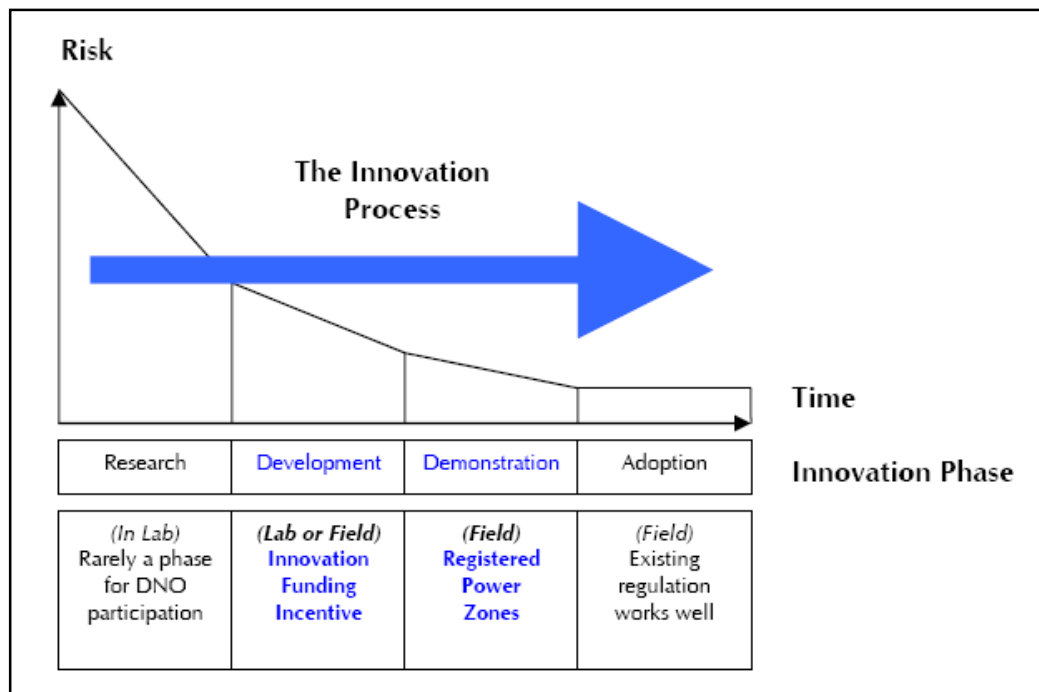 Risk
The Innovation
Process
Time
Research
Development
Demonstration
Adoption
Innovation Phase
(In Lab)
Rarely a phase
for DNO
participation
(Lab or Field)
Innovation
Funding
Incentive
(Field)
Registered
Power
Zones
(Field)
Existing
regulation
works well